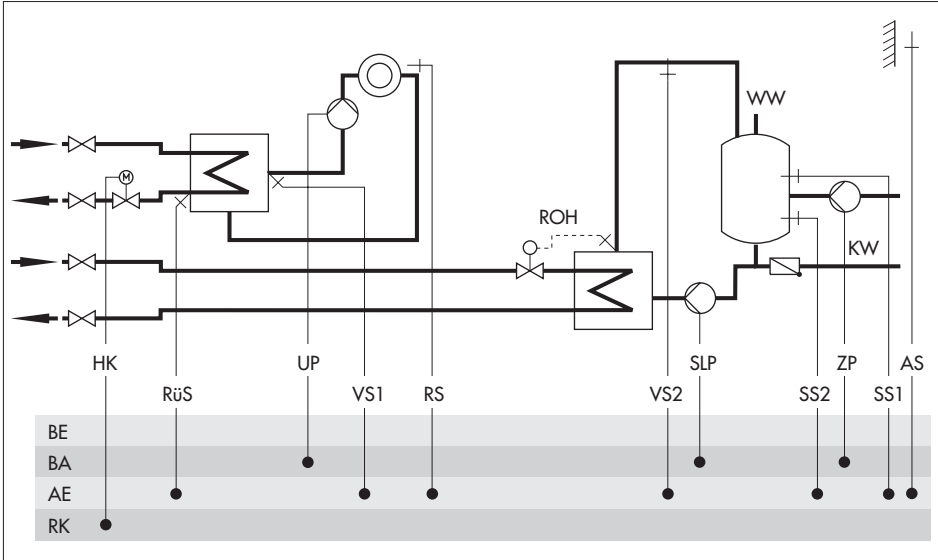 WW
M
ROH
KW
HK UP SLP ZP AS
RüS VS1 RS VS2 SS2 SS1
BE
BA
AE
RK